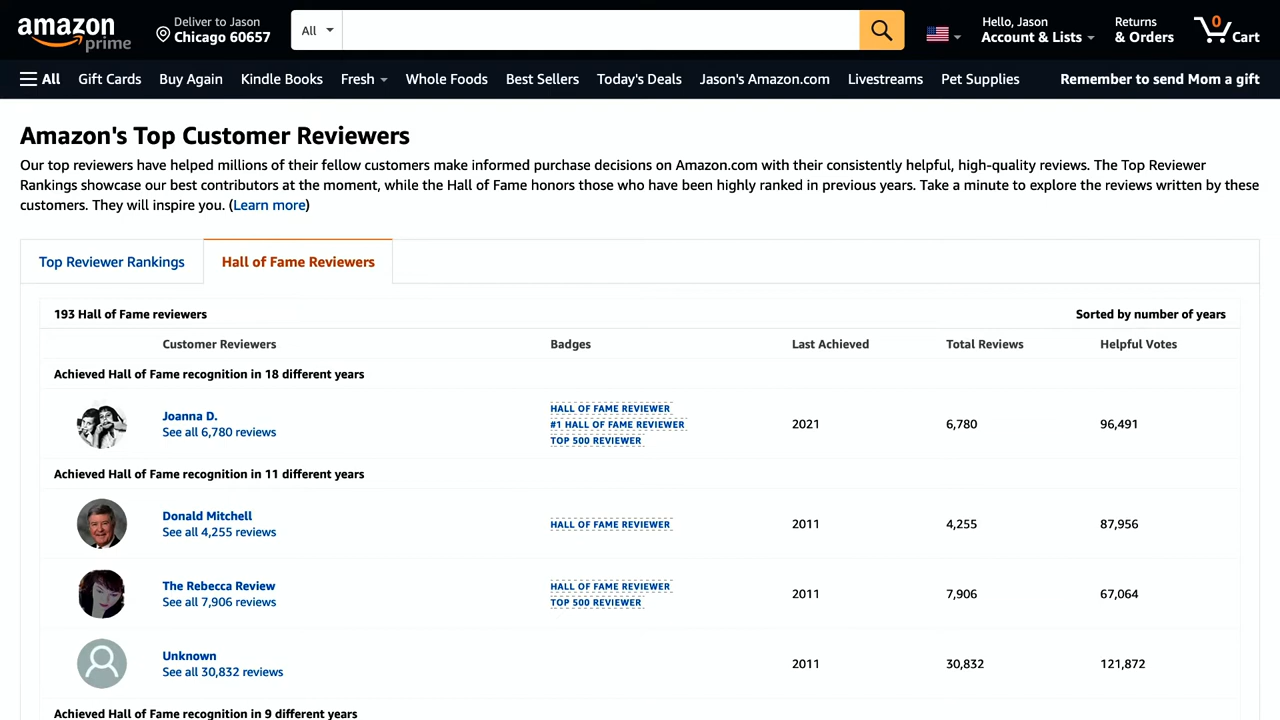 amazon
prime
Deliver to Jason
Chicago 60657
All
Hello, Jason
Account & Lists
Returns
& Orders
0
Cart
All
Gift Cards
Buy Again
Kindle Books
Fresh
Whole Foods
Best Sellers
Today's Deals
Jason's Amazon.com
Livestreams
Pet Supplies
Remember to send Mom a gift
Amazon's Top Customer Reviewers
Our top reviewers have helped millions of their fellow customers make informed purchase decisions on Amazon.com with their consistently helpful, high-quality reviews. The Top Reviewer
Rankings showcase our best contributors at the moment, while the Hall of Fame honors those who have been highly ranked in previous years. Take a minute to explore the reviews written by these
customers. They will inspire you. (Learn more)
Top Reviewer Rankings
Hall of Fame Reviewers
193 Hall of Fame reviewers
Sorted by number of years
Customer Reviewers
Badges
Last Achieved
Total Reviews
Helpful Votes
Achieved Hall of Fame recognition in 18 different years
Joanna D.
See all 6,780 reviews
HALL OF FAME REVIEWER
#1 HALL OF FAME REVIEWER
TOP 500 REVIEWER
2021
6,780
96,491
Achieved Hall of Fame recognition in 11 different years
Donald Mitchell
See all 4,255 reviews
HALL OF FAME REVIEWER
2011
4,255
87,956
The Rebecca Review
See all 7,906 reviews
HALL OF FAME REVIEWER
TOP 500 REVIEWER
2011
7,906
67,064
Unknown
See all 30,832 reviews
2011
30,832
121,872
Achieved Hall of Fame recognition in 9 different years